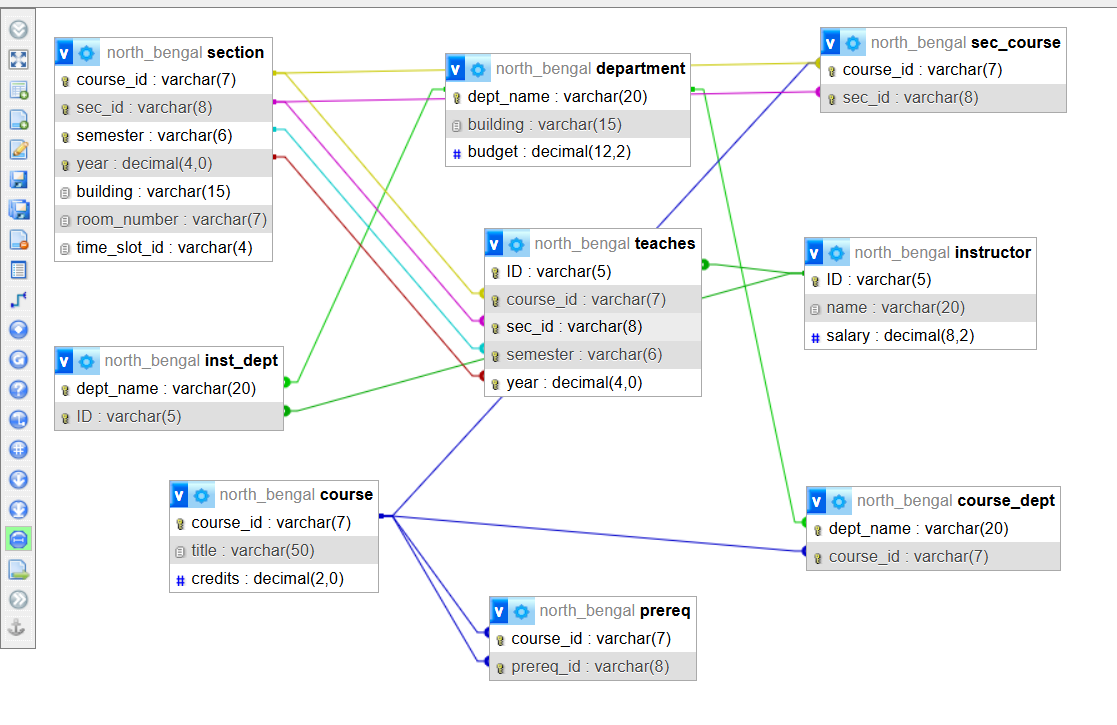 v north_bengal section
course_id : varchar(7)
sec_id : varchar(8)
semester : varchar(6)
year : decimal(4,0)
building : varchar(15)
room_number : varchar(7)
time_slot_id : varchar(4)
v north_bengal department
dept_name : varchar(20)
building : varchar(15)
# budget : decimal(12,2)
v north_bengal sec_course
course_id : varchar(7)
sec_id : varchar(8)
v north_bengal teaches
ID : varchar(5)
course_id : varchar(7)
sec_id : varchar(8)
semester : varchar(6)
year : decimal(4,0)
v north_bengal instructor
ID : varchar(5)
name : varchar(20)
# salary : decimal(8,2)
v north_bengal inst_dept
dept_name : varchar(20)
ID : varchar(5)
v north_bengal course
course_id : varchar(7)
title : varchar(50)
# credits : decimal(2,0)
v north_bengal course_dept
dept_name : varchar(20)
course_id : varchar(7)
v north_bengal prereq
course_id : varchar(7)
prereq_id : varchar(8)